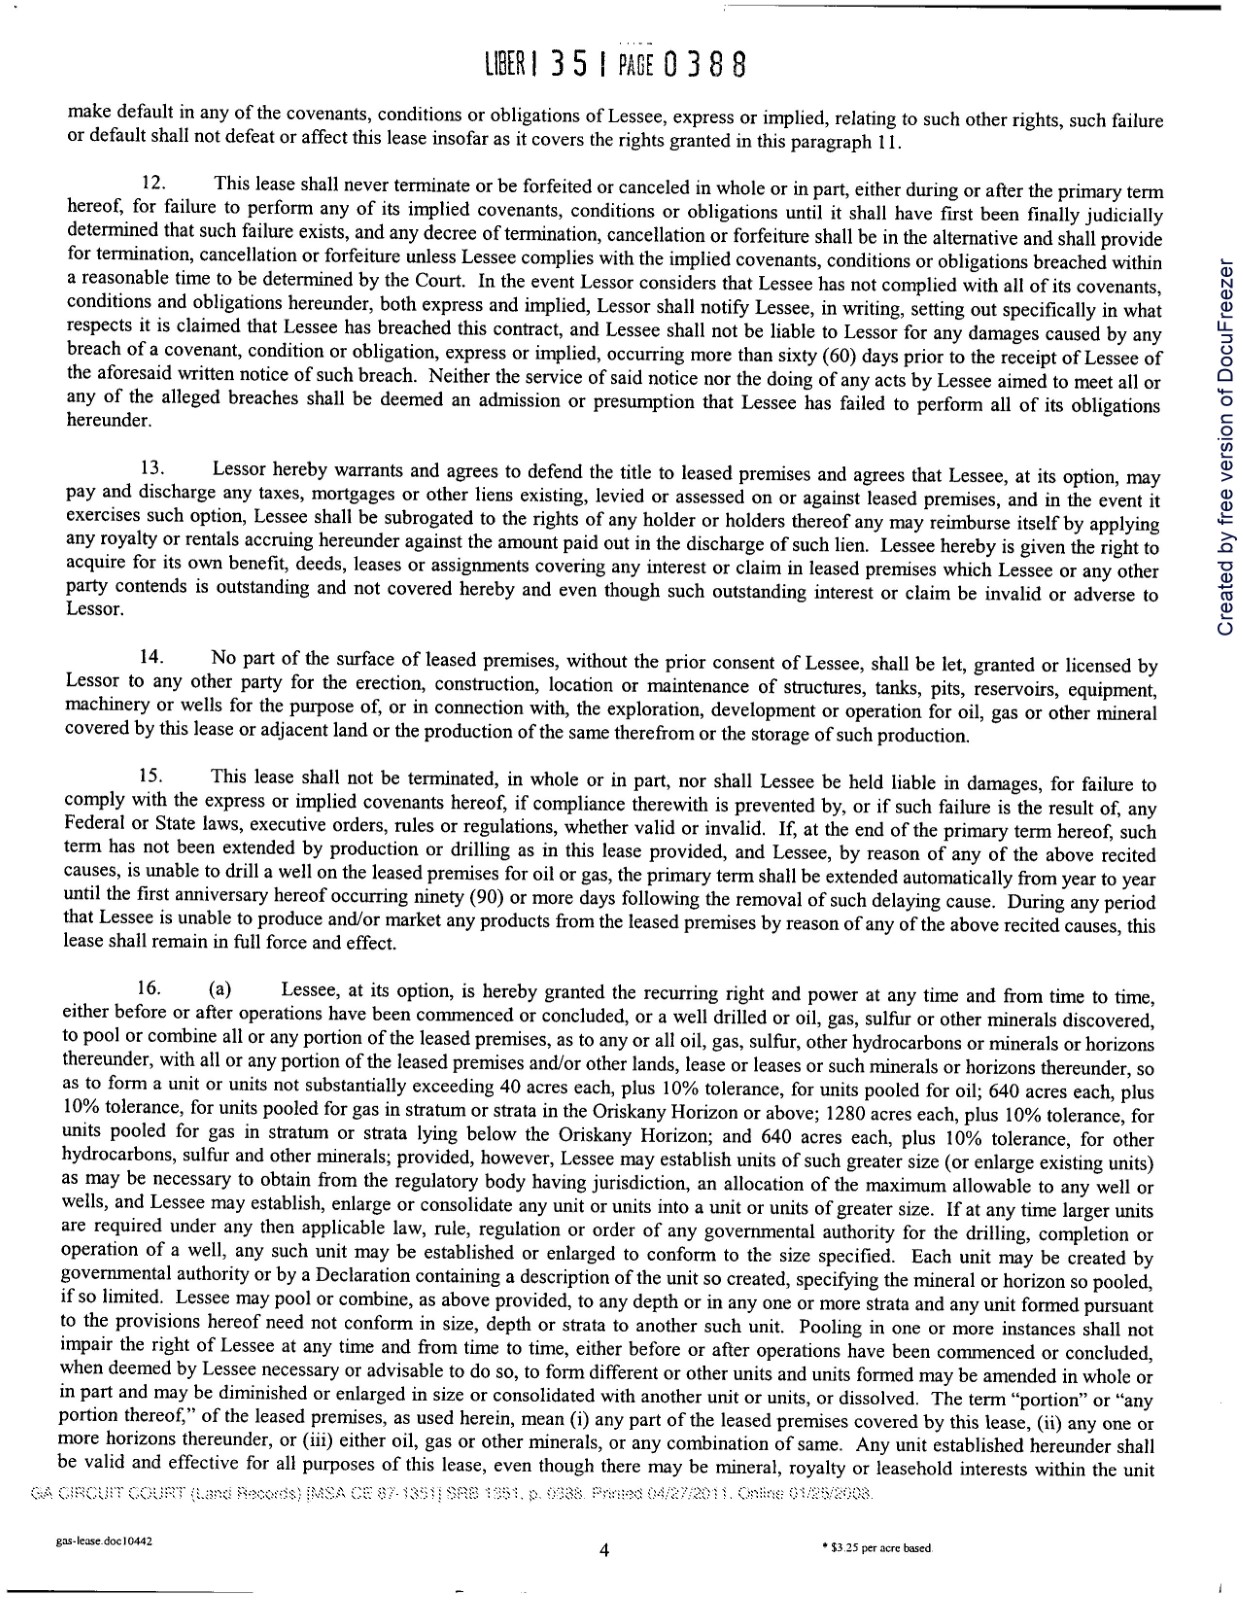 LIBER 1 3 5 1 PAGE 0 3 8 8
make default in any of the covenants, conditions or obligations of Lessee, express or implied, relating to such other rights, such failure
or default shall not defeat or affect this lease insofar as it covers the rights granted in this paragraph 11.
12. This lease shall never terminate or be forfeited or canceled in whole or in part, either during or after the primary term
hereof, for failure to perform any of its implied covenants, conditions or obligations until it shall have first been finally judicially
determined that such failure exists, and any decree of termination, cancellation or forfeiture shall be in the alternative and shall provide
for termination, cancellation or forfeiture unless Lessee complies with the implied covenants, conditions or obligations breached within
a reasonable time to be determined by the Court. In the event Lessor considers that Lessee has not complied with all of its covenants,
conditions and obligations hereunder, both express and implied, Lessor shall notify Lessee, in writing, setting out specifically in what
respects it is claimed that Lessee has breached this contract, and Lessee shall not be liable to Lessor for any damages caused by any
breach of a covenant, condition or obligation, express or implied, occurring more than sixty (60) days prior to the receipt of Lessee of
the aforesaid written notice of such breach. Neither the service of said notice nor the doing of any acts by Lessee aimed to meet all or
any of the alleged breaches shall be deemed an admission or presumption that Lessee has failed to perform all of its obligations
hereunder.
13. Lessor hereby warrants and agrees to defend the title to leased premises and agrees that Lessee, at its option, may
pay and discharge any taxes, mortgages or other liens existing, levied or assessed on or against leased premises, and in the event it
exercises such option, Lessee shall be subrogated to the rights of any holder or holders thereof any may reimburse itself by applying
any royalty or rentals accruing hereunder against the amount paid out in the discharge of such lien. Lessee hereby is given the right to
acquire for its own benefit, deeds, leases or assignments covering any interest or claim in leased premises which Lessee or any other
party contends is outstanding and not covered hereby and even though such outstanding interest or claim be invalid or adverse to
Lessor.
14. No part of the surface of leased premises, without the prior consent of Lessee, shall be let, granted or licensed by
Lessor to any other party for the erection, construction, location or maintenance of structures, tanks, pits, reservoirs, equipment,
machinery or wells for the purpose of, or in connection with, the exploration, development or operation for oil, gas or other mineral
covered by this lease or adjacent land or the production of the same therefrom or the storage of such production.
15. This lease shall not be terminated, in whole or in part, nor shall Lessee be held liable in damages, for failure to
comply with the express or implied covenants hereof, if compliance therewith is prevented by, or if such failure is the result of, any
Federal or State laws, executive orders, rules or regulations, whether valid or invalid. If, at the end of the primary term hereof, such
term has not been extended by production or drilling as in this lease provided, and Lessee, by reason of any of the above recited
causes, is unable to drill a well on the leased premises for oil or gas, the primary term shall be extended automatically from year to year
until the first anniversary hereof occurring ninety (90) or more days following the removal of such delaying cause. During any period
that Lessee is unable to produce and/or market any products from the leased premises by reason of any of the above recited causes, this
lease shall remain in full force and effect.
16. (a) Lessee, at its option, is hereby granted the recurring right and power at any time and from time to time,
either before or after operations have been commenced or concluded, or a well drilled or oil, gas, sulfur or other minerals discovered,
to pool or combine all or any portion of the leased premises, as to any or all oil, gas, sulfur, other hydrocarbons or minerals or horizons
thereunder, with all or any portion of the leased premises and/or other lands, lease or leases or such minerals or horizons thereunder, so
as to form a unit or units not substantially exceeding 40 acres each, plus 10% tolerance, for units pooled for oil; 640 acres each, plus
10% tolerance, for units pooled for gas in stratum or strata in the Oriskany Horizon or above; 1280 acres each, plus 10% tolerance, for
units pooled for gas in stratum or strata lying below the Oriskany Horizon; and 640 acres each, plus 10% tolerance, for other
hydrocarbons, sulfur and other minerals; provided, however, Lessee may establish units of such greater size (or enlarge existing units)
as may be necessary to obtain from the regulatory body having jurisdiction, an allocation of the maximum allowable to any well or
wells, and Lessee may establish, enlarge or consolidate any unit or units into a unit or units of greater size. If at any time larger units
are required under any then applicable law, rule, regulation or order of any governmental authority for the drilling, completion or
operation of a well, any such unit may be established or enlarged to conform to the size specified. Each unit may be created by
governmental authority or by a Declaration containing a description of the unit so created, specifying the mineral or horizon so pooled,
if so limited. Lessee may pool or combine, as above provided, to any depth or in any one or more strata and any unit formed pursuant
to the provisions hereof need not conform in size, depth or strata to another such unit. Pooling in one or more instances shall not
impair the right of Lessee at any time and from time to time, either before or after operations have been commenced or concluded,
when deemed by Lessee necessary or advisable to do so, to form different or other units and units formed may be amended in whole or
in part and may be diminished or enlarged in size or consolidated with another unit or units, or dissolved. The term “portion” or “any
portion thereof,” of the leased premises, as used herein, mean (i) any part of the leased premises covered by this lease, (ii) any one or
more horizons thereunder, or (iii) either oil, gas or other minerals, or any combination of same. Any unit established hereunder shall
be valid and effective for all purposes of this lease, even though there may be mineral, royalty or leasehold interests within the unit
GA CIRCUIT COURT (Land Records) [MSA CE 87-1351] SRB 1351, p. 0388. Printed 04/27/2011. Online 01/25/2008.
gas-lease.doc10442
4
* $3.25 per acre based
Created by free version of DocuFreezer